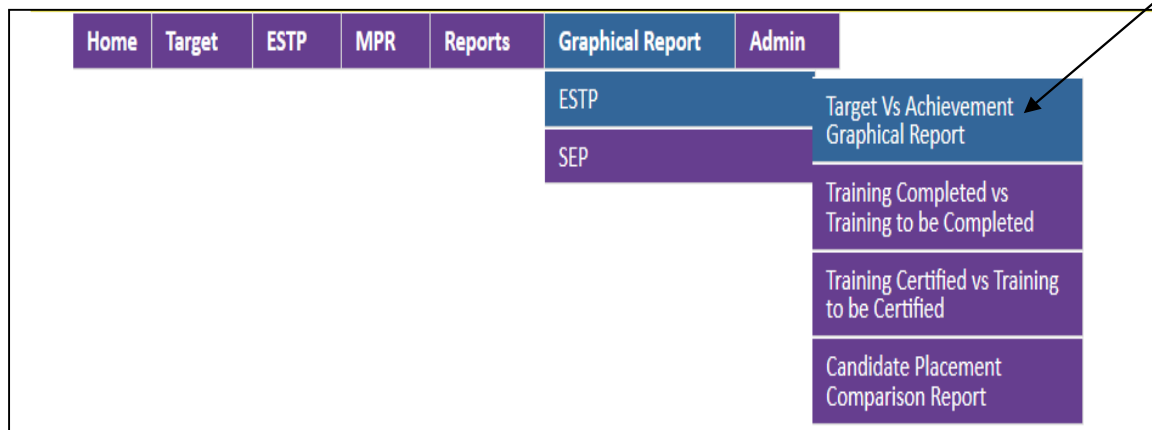 Home Target ESTP MPR Reports Graphical Report Admin
ESTP
SEP
Target Vs Achievement
Graphical Report
Training Completed vs
Training to be Completed
Training Certified vs Training
to be Certified
Candidate Placement
Comparison Report